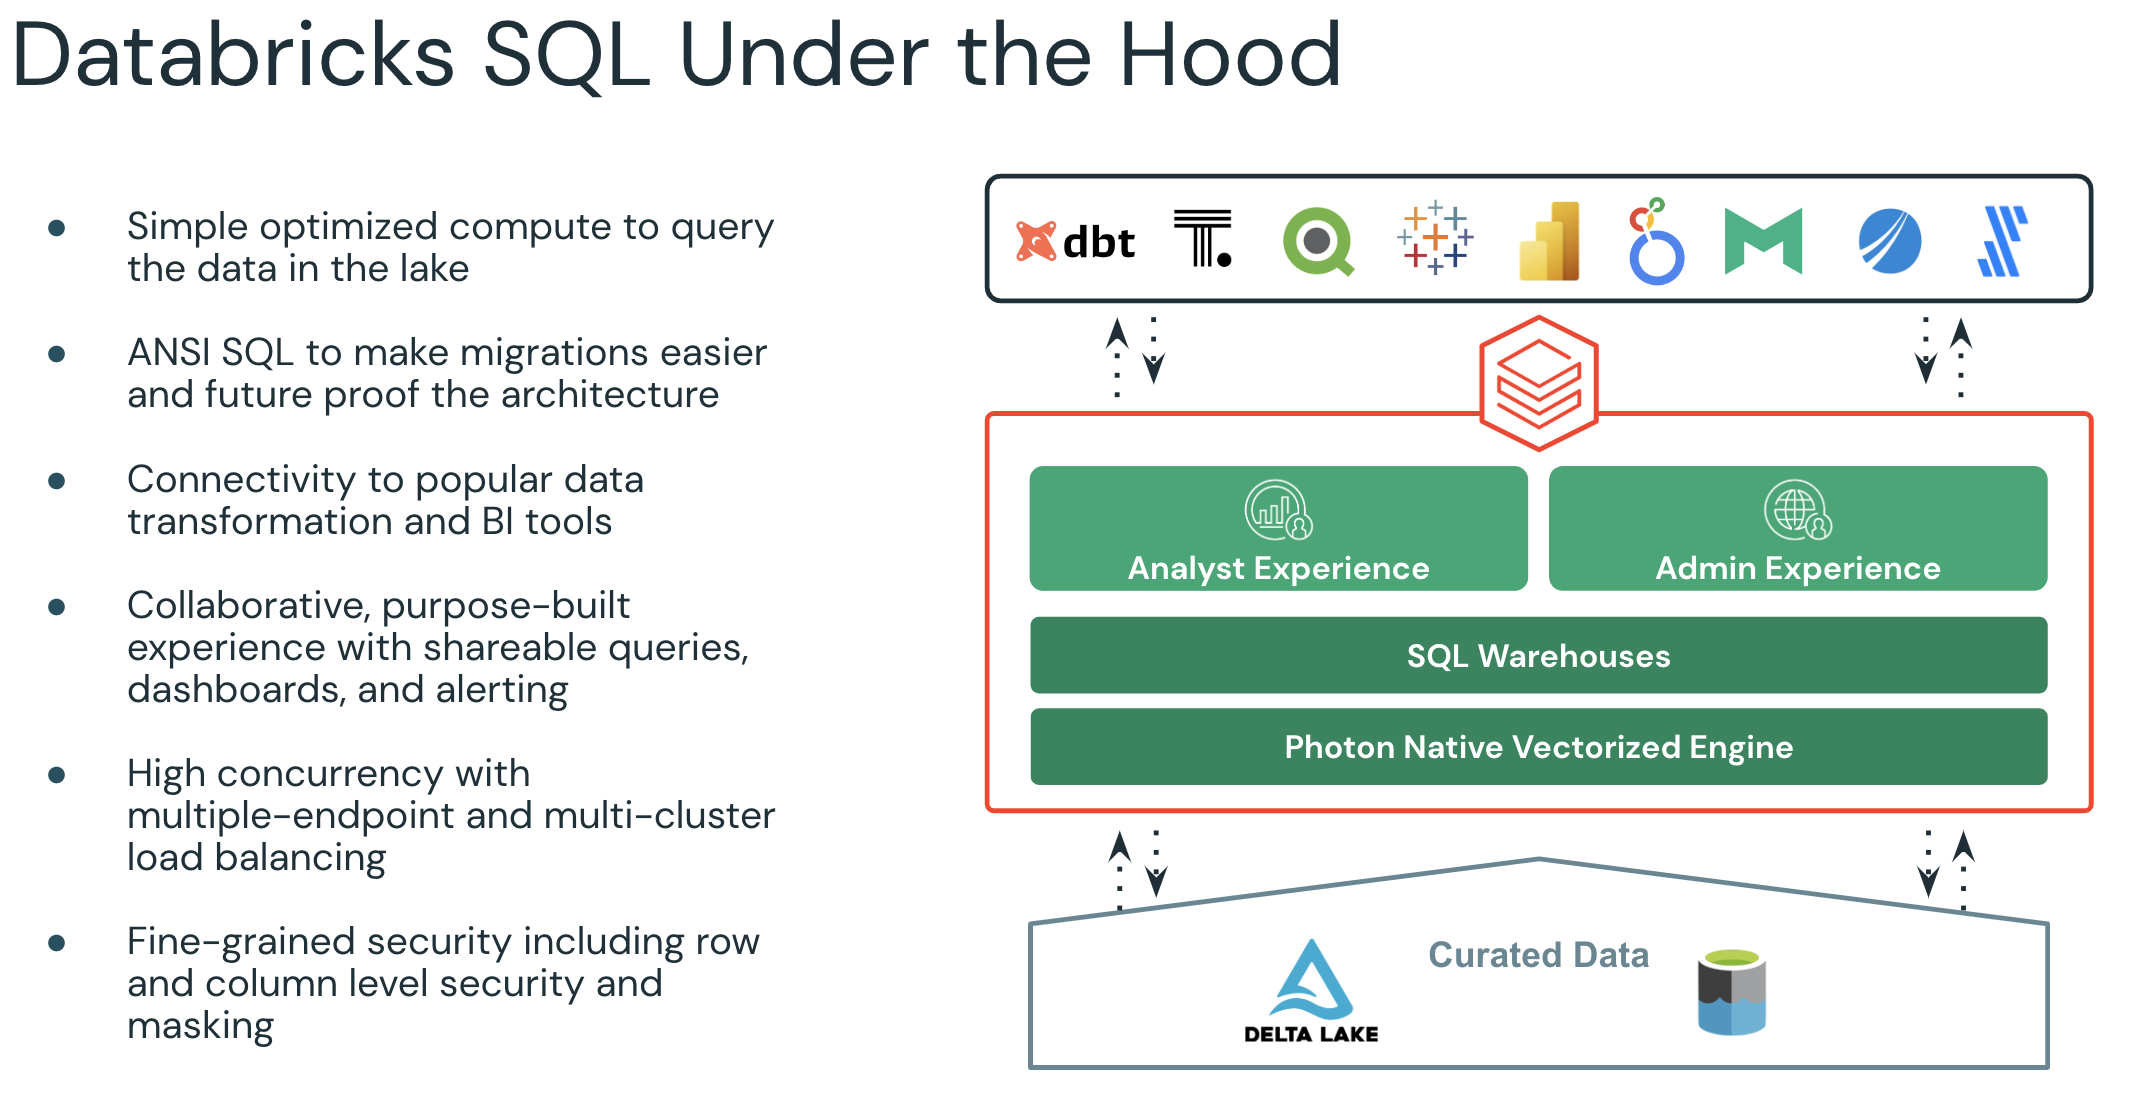 Databricks SQL Under the Hood
● Simple optimized compute to query
the data in the lake
● ANSI SQL to make migrations easier
and future proof the architecture
● Connectivity to popular data
transformation and BI tools
● Collaborative, purpose-built
experience with shareable queries,
dashboards, and alerting
● High concurrency with
multiple-endpoint and multi-cluster
load balancing
● Fine-grained security including row
and column level security and
masking
dbt
Analyst Experience
Admin Experience
SQL Warehouses
Photon Native Vectorized Engine
Curated Data
DELTA LAKE